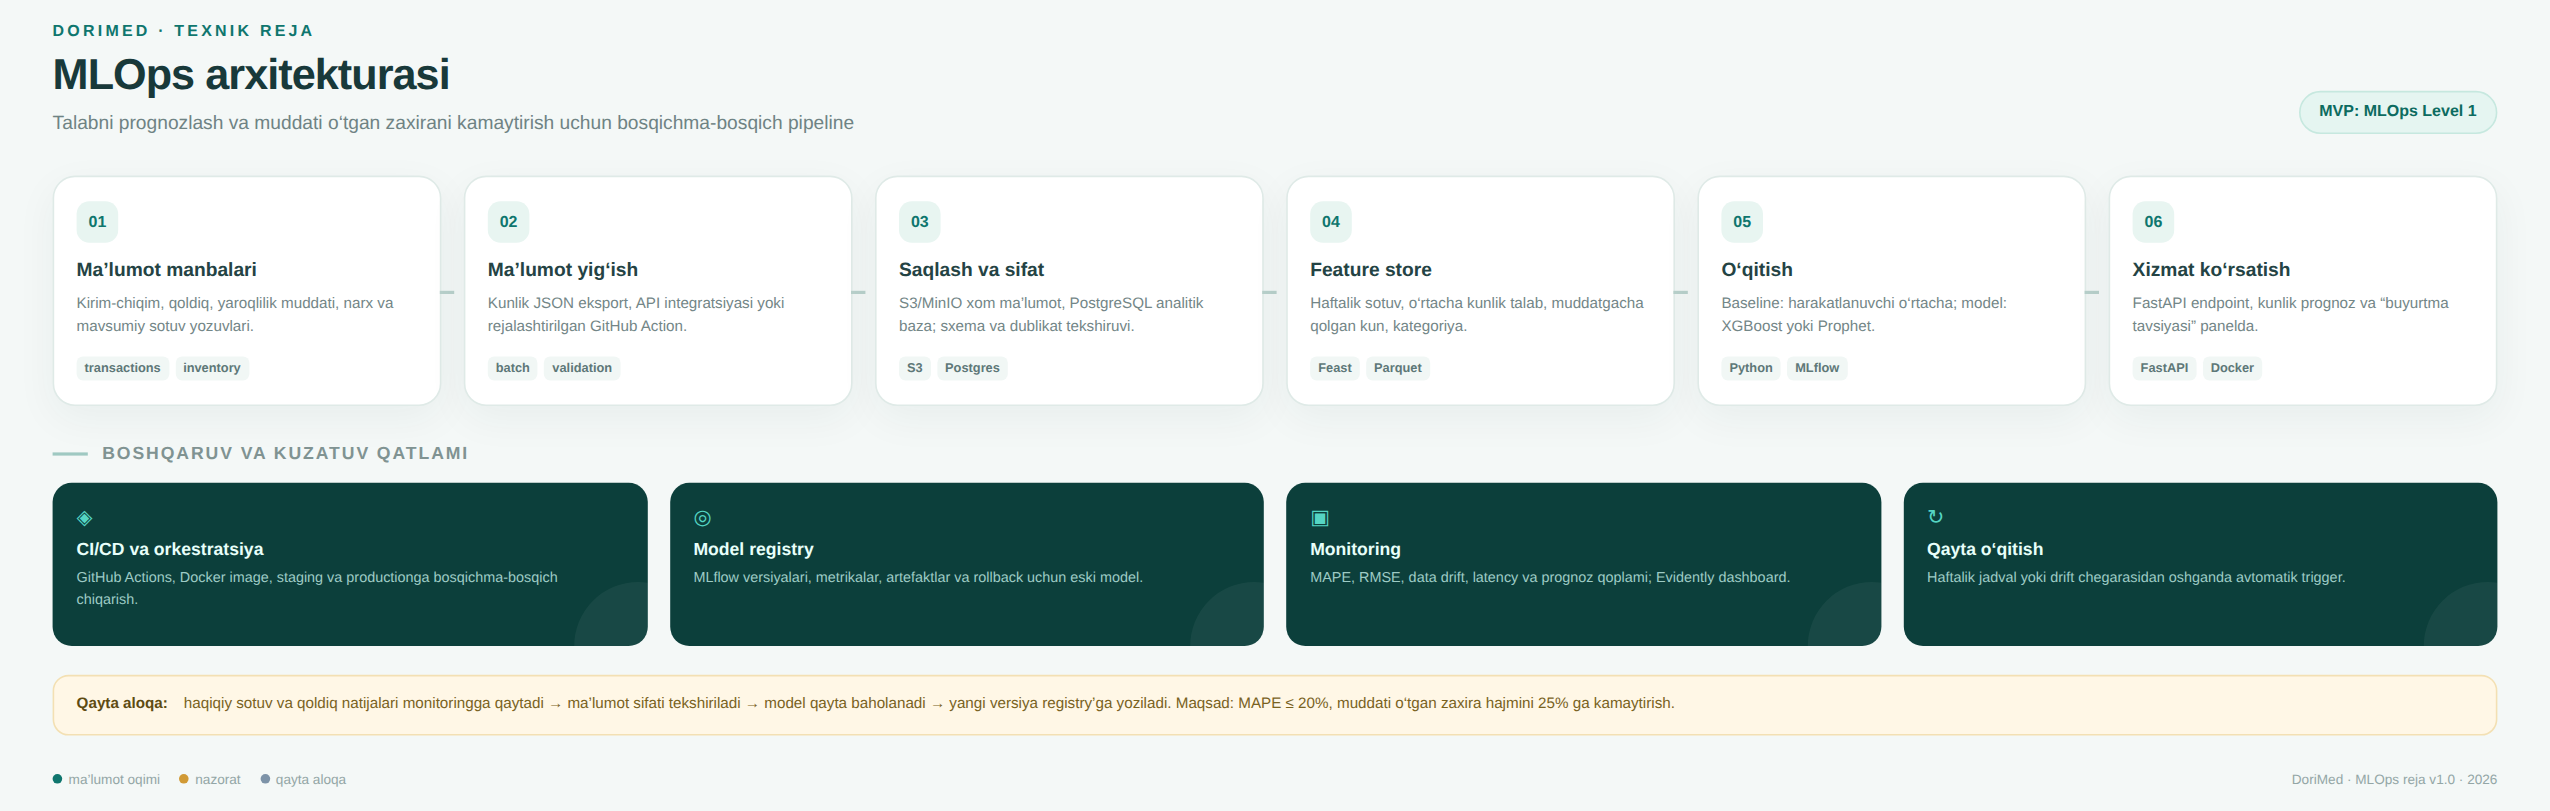 DORIMED · TEXNIK REJA
MLOps arxitekturasi
Talabni prognozlash va muddati o‘tgan zaxirani kamaytirish uchun bosqichma-bosqich pipeline
MVP: MLOps Level 1
01
Ma’lumot manbalari
Kirim-chiqim, qoldiq, yaroqlilik muddati, narx va
mavsumiy sotuv yozuvlari.
transactions inventory
02
Ma’lumot yig‘ish
Kunlik JSON eksport, API integratsiyasi yoki
rejalashtirilgan GitHub Action.
batch validation
03
Saqlash va sifat
S3/MinIO xom ma’lumot, PostgreSQL analitik
baza; sxema va dublikat tekshiruvi.
S3 Postgres
04
Feature store
Haftalik sotuv, o‘rtacha kunlik talab, muddatgacha
qolgan kun, kategoriya.
Feast Parquet
05
O‘qitish
Baseline: harakatlanuvchi o‘rtacha; model:
XGBoost yoki Prophet.
Python MLflow
06
Xizmat ko‘rsatish
FastAPI endpoint, kunlik prognoz va “buyurtma
tavsiyasi” panelda.
FastAPI Docker
BOSHQARUV VA KUZATUV QATLAMI
◈
CI/CD va orkestratsiya
GitHub Actions, Docker image, staging va productionga bosqichma-bosqich
chiqarish.
◎
Model registry
MLflow versiyalari, metrikalar, artefaktlar va rollback uchun eski model.
▣
Monitoring
MAPE, RMSE, data drift, latency va prognoz qoplami; Evidently dashboard.
↻
Qayta o‘qitish
Haftalik jadval yoki drift chegarasidan oshganda avtomatik trigger.
Qayta aloqa: haqiqiy sotuv va qoldiq natijalari monitoringga qaytadi → ma’lumot sifati tekshiriladi → model qayta baholanadi → yangi versiya registry’ga yoziladi. Maqsad: MAPE ≤ 20%, muddati o‘tgan zaxira hajmini 25% ga kamaytirish.
ma’lumot oqimi nazorat qayta aloqa
DoriMed · MLOps reja v1.0 · 2026